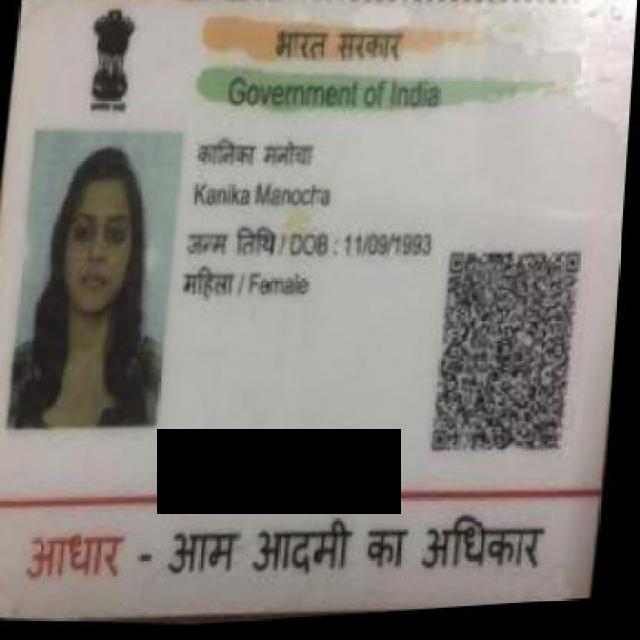 भारत सरकार
Government of India
कानिका मनोचा
Kanika Manocha
जन्म तिथि / DOB : 11/09/1993
महिला / Female
आधार - आम आदमी का अधिकार